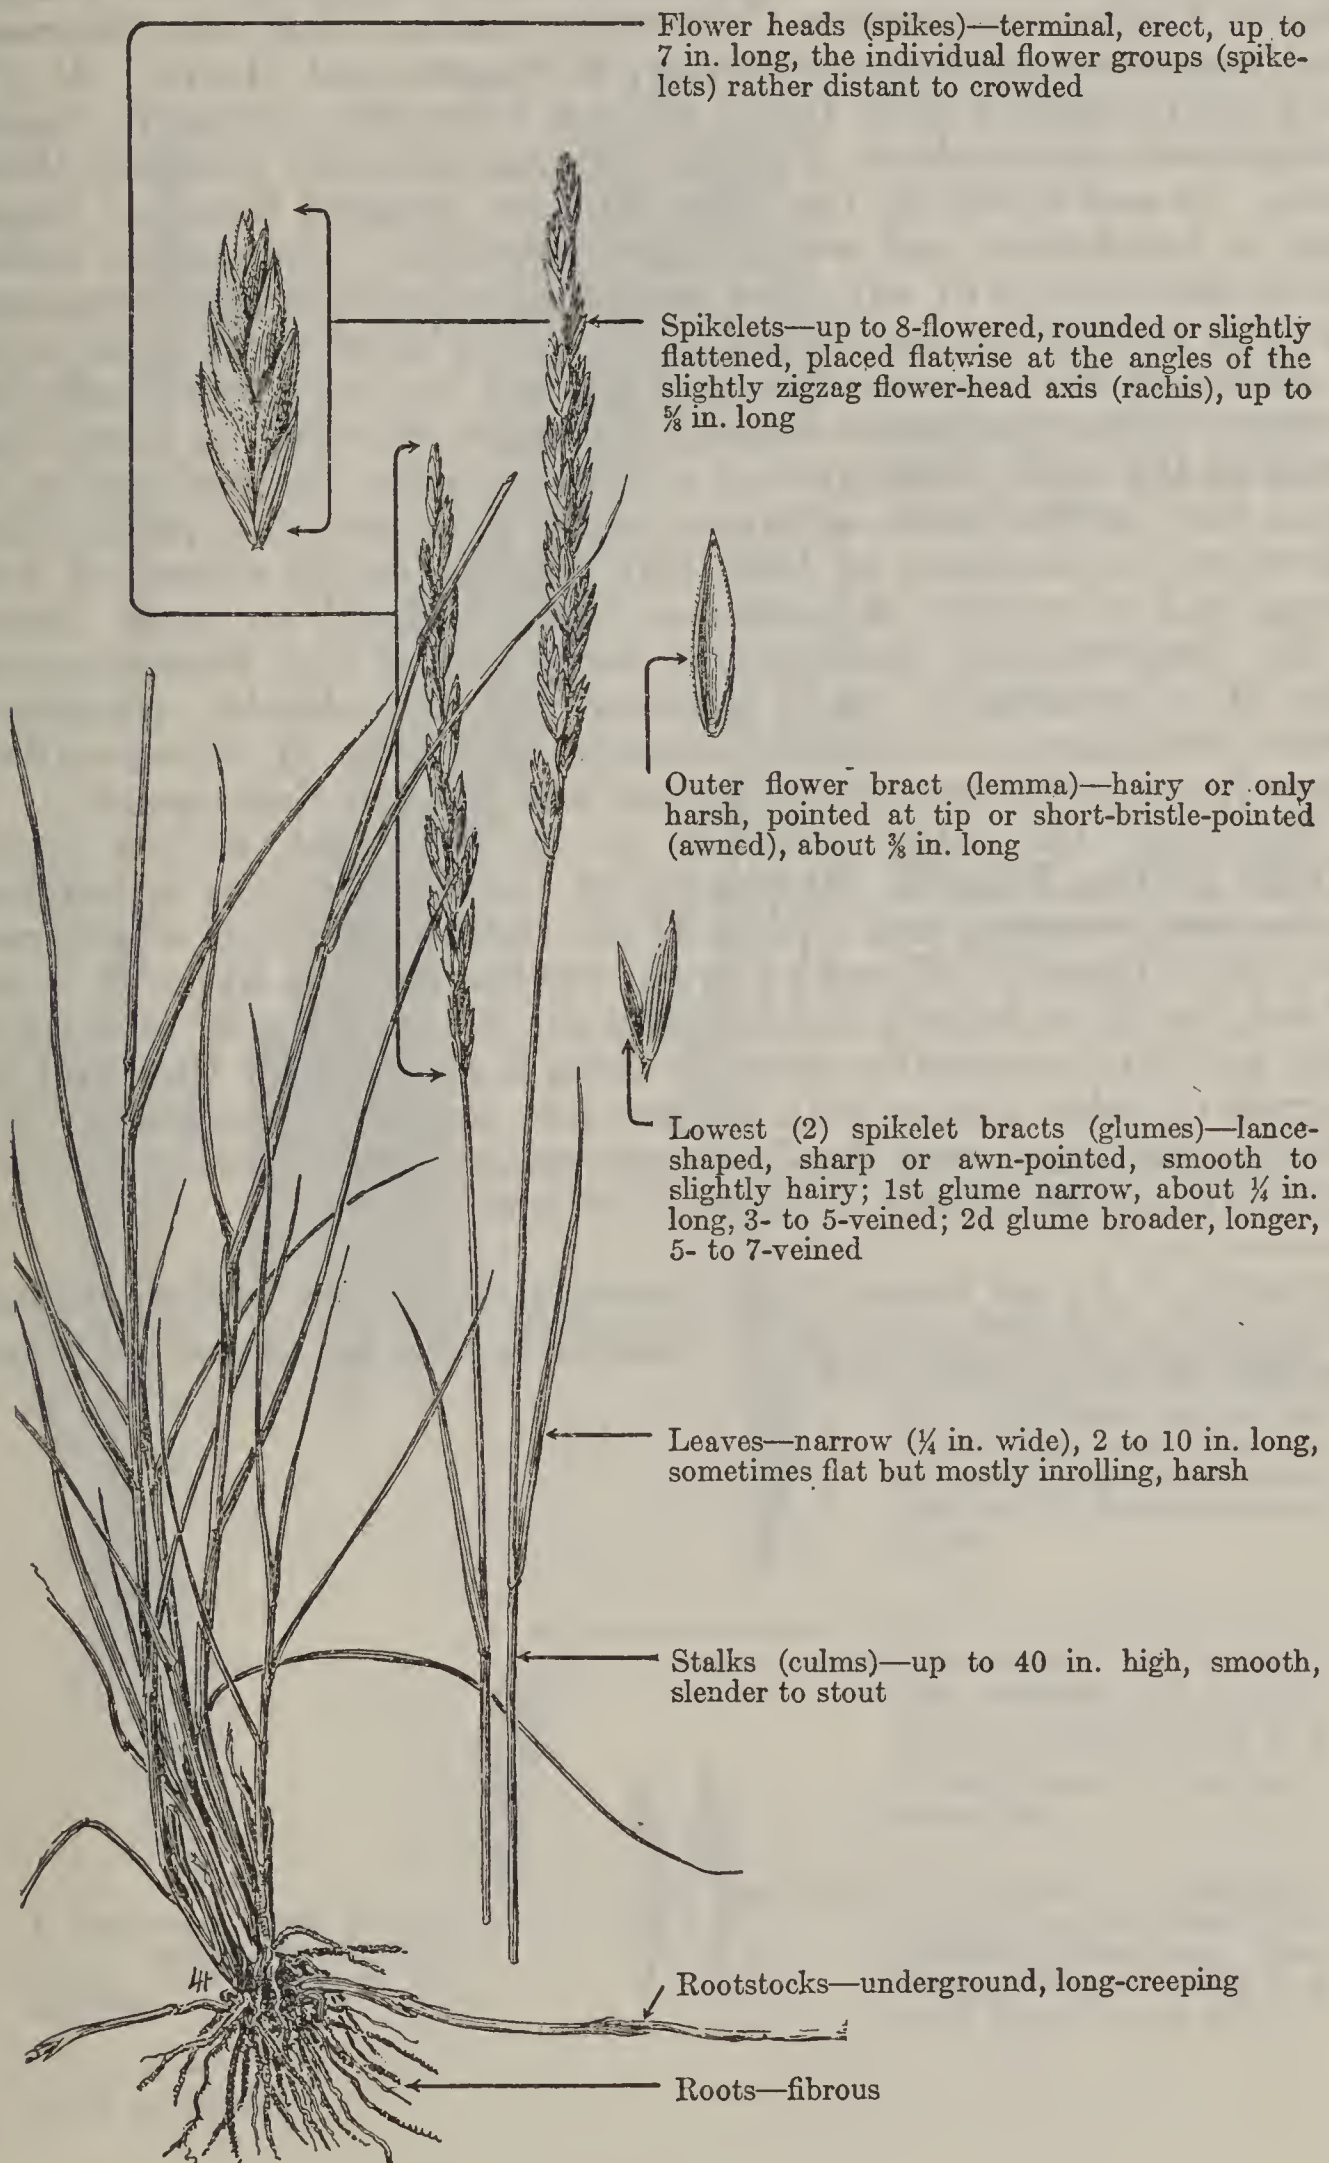 Flower heads (spikes)—terminal, erect, up to
7 in. long, the individual flower groups (spike-
lets) rather distant to crowded
Spikelets—up to 8-flowered, rounded or slightly
flattened, placed flatwise at the angles of the
slightly zigzag flower-head axis (rachis), up to
⅝ in. long
Outer flower bract (lemma)—hairy or only
harsh, pointed at tip or short-bristle-pointed
(awned), about ⅜ in. long
Lowest (2) spikelet bracts (glumes)—lance-
shaped, sharp or awn-pointed, smooth to
slightly hairy; 1st glume narrow, about ¼ in.
long, 3- to 5-veined; 2d glume broader, longer,
5- to 7-veined
Leaves—narrow (¼ in. wide), 2 to 10 in. long,
sometimes flat but mostly inrolling, harsh
Stalks (culms)—up to 40 in. high, smooth,
slender to stout
Rootstocks—underground, long-creeping
Roots—fibrous